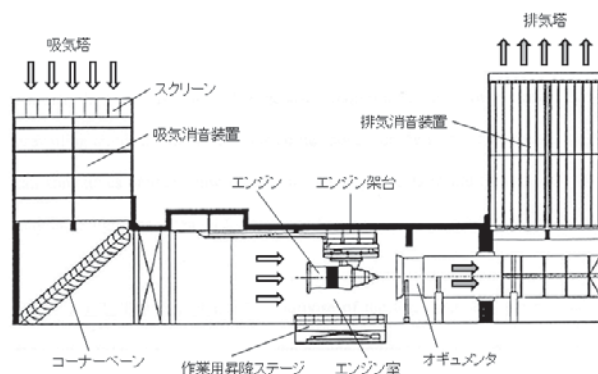 吸気塔
排気塔
スクリーン
吸気消音装置
排気消音装置
エンジン
エンジン架台
コーナーベーン
作業用昇降ステージ
エンジン室
オギュメンタ